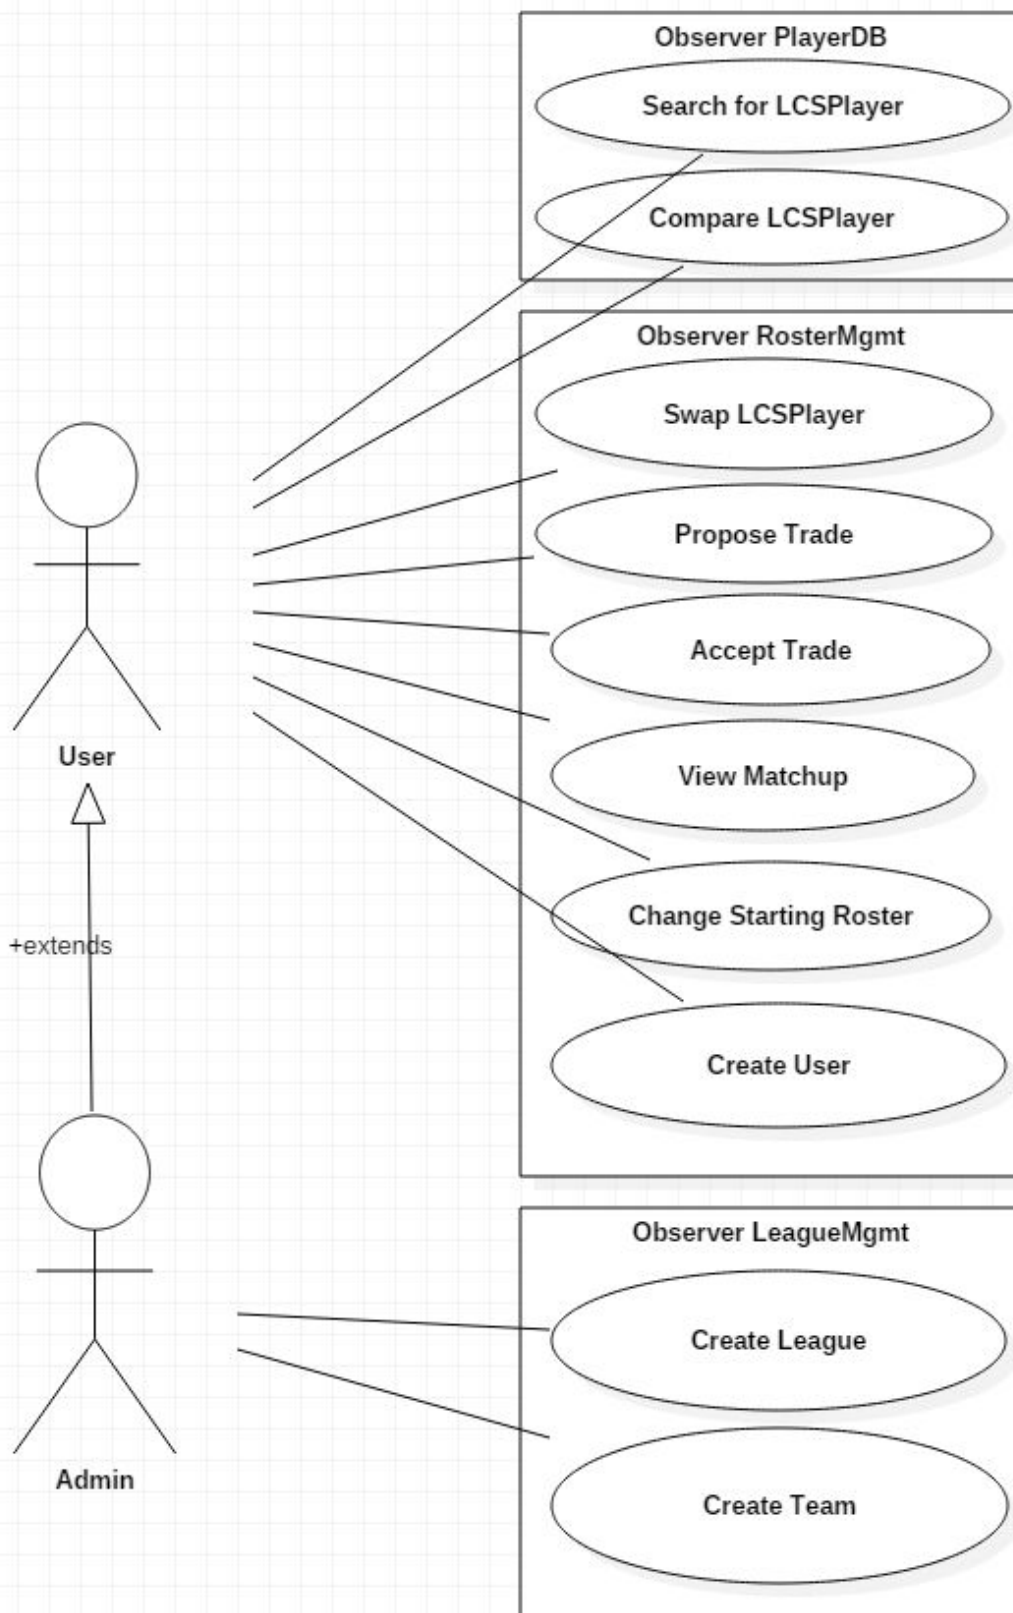 Observer PlayerDB
Search for LCSPlayer
Compare LCSPlayer
Observer RosterMgmt
Swap LCSPlayer
Propose Trade
Accept Trade
User
View Matchup
Change Starting Roster
+extends
Create User
Observer LeagueMgmt
Create League
Admin
Create Team